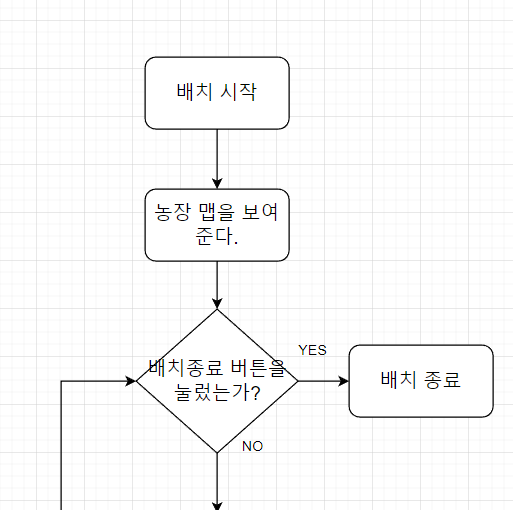 배치 시작
농장 맵을 보여
준다.
YES
배치종료 버튼을
눌렀는가?
배치 종료
NO